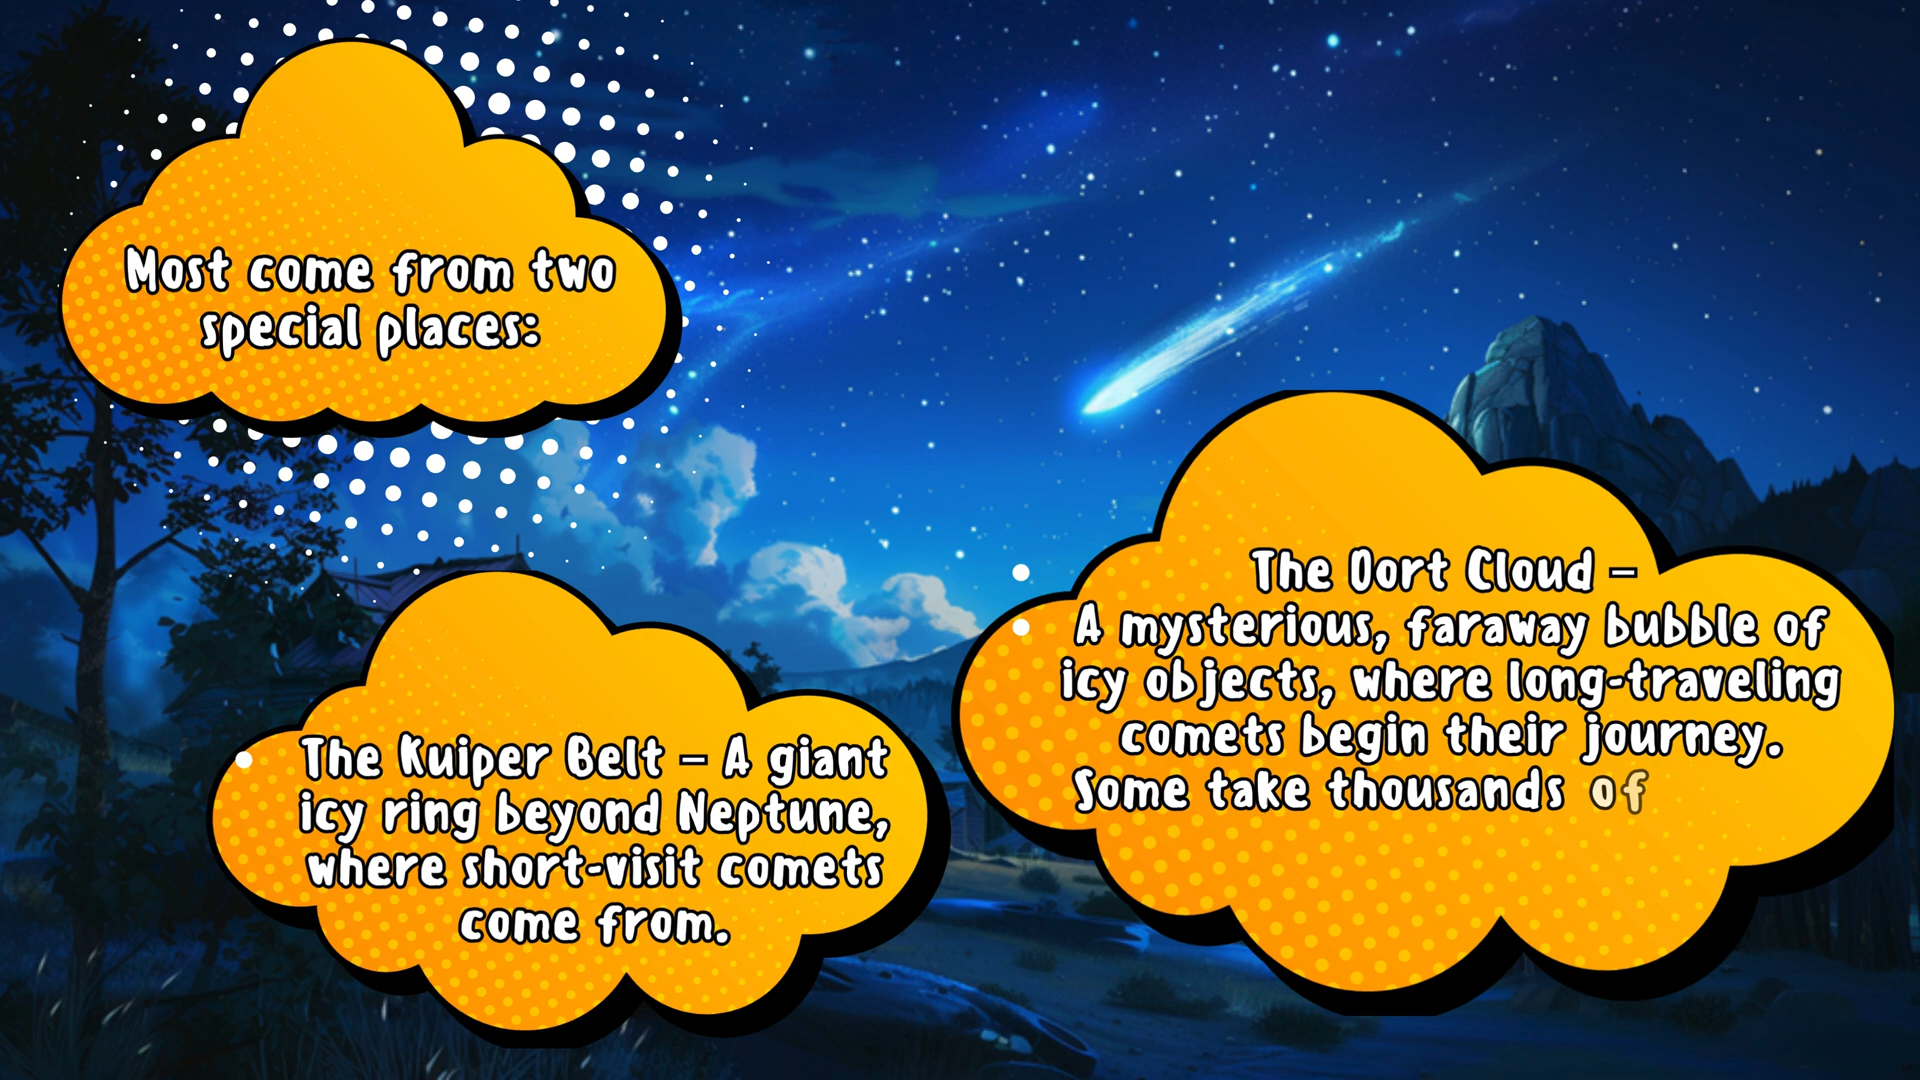 Most come from two
special places:
The Kuiper Belt – A giant
icy ring beyond Neptune,
where short-visit comets
come from.
The Oort Cloud –
A mysterious, faraway bubble of
icy objects, where long-traveling
comets begin their journey.
Some take thousands of